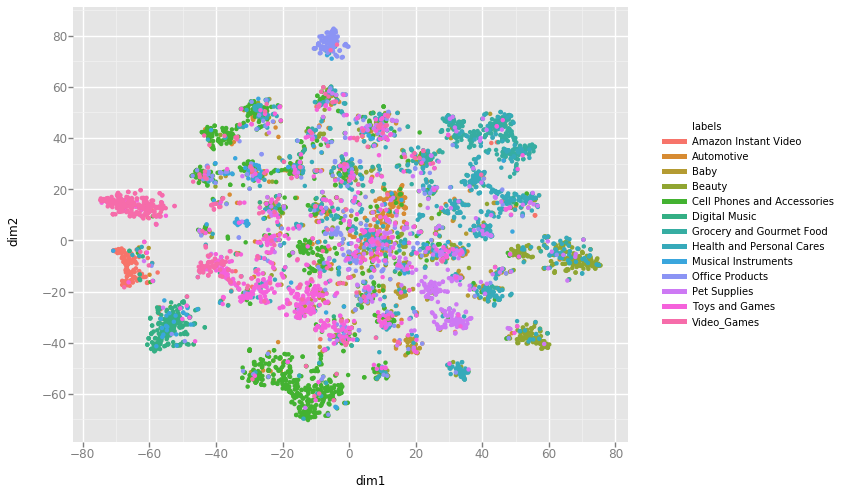 80
60
40
20
0
−20
−40
−60
dim2
−80
−60
−40
−20
0
20
40
60
80
dim1
labels
Amazon Instant Video
Automotive
Baby
Beauty
Cell Phones and Accessories
Digital Music
Grocery and Gourmet Food
Health and Personal Cares
Musical Instruments
Office Products
Pet Supplies
Toys and Games
Video_Games